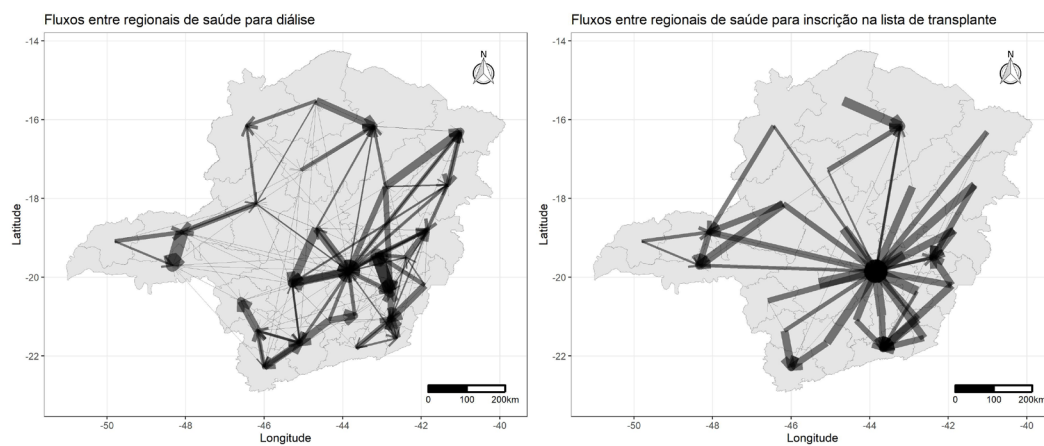 Fluxos entre regionais de saúde para diálise
N
-14
-16
-18
-20
-22
Latitude
-50
-48
-46
-44
-42
-40
Longitude
0 100 200km
Fluxos entre regionais de saúde para inscrição na lista de transplante
N
-14
-16
-18
-20
-22
Latitude
-50
-48
-46
-44
-42
-40
Longitude
0 100 200km